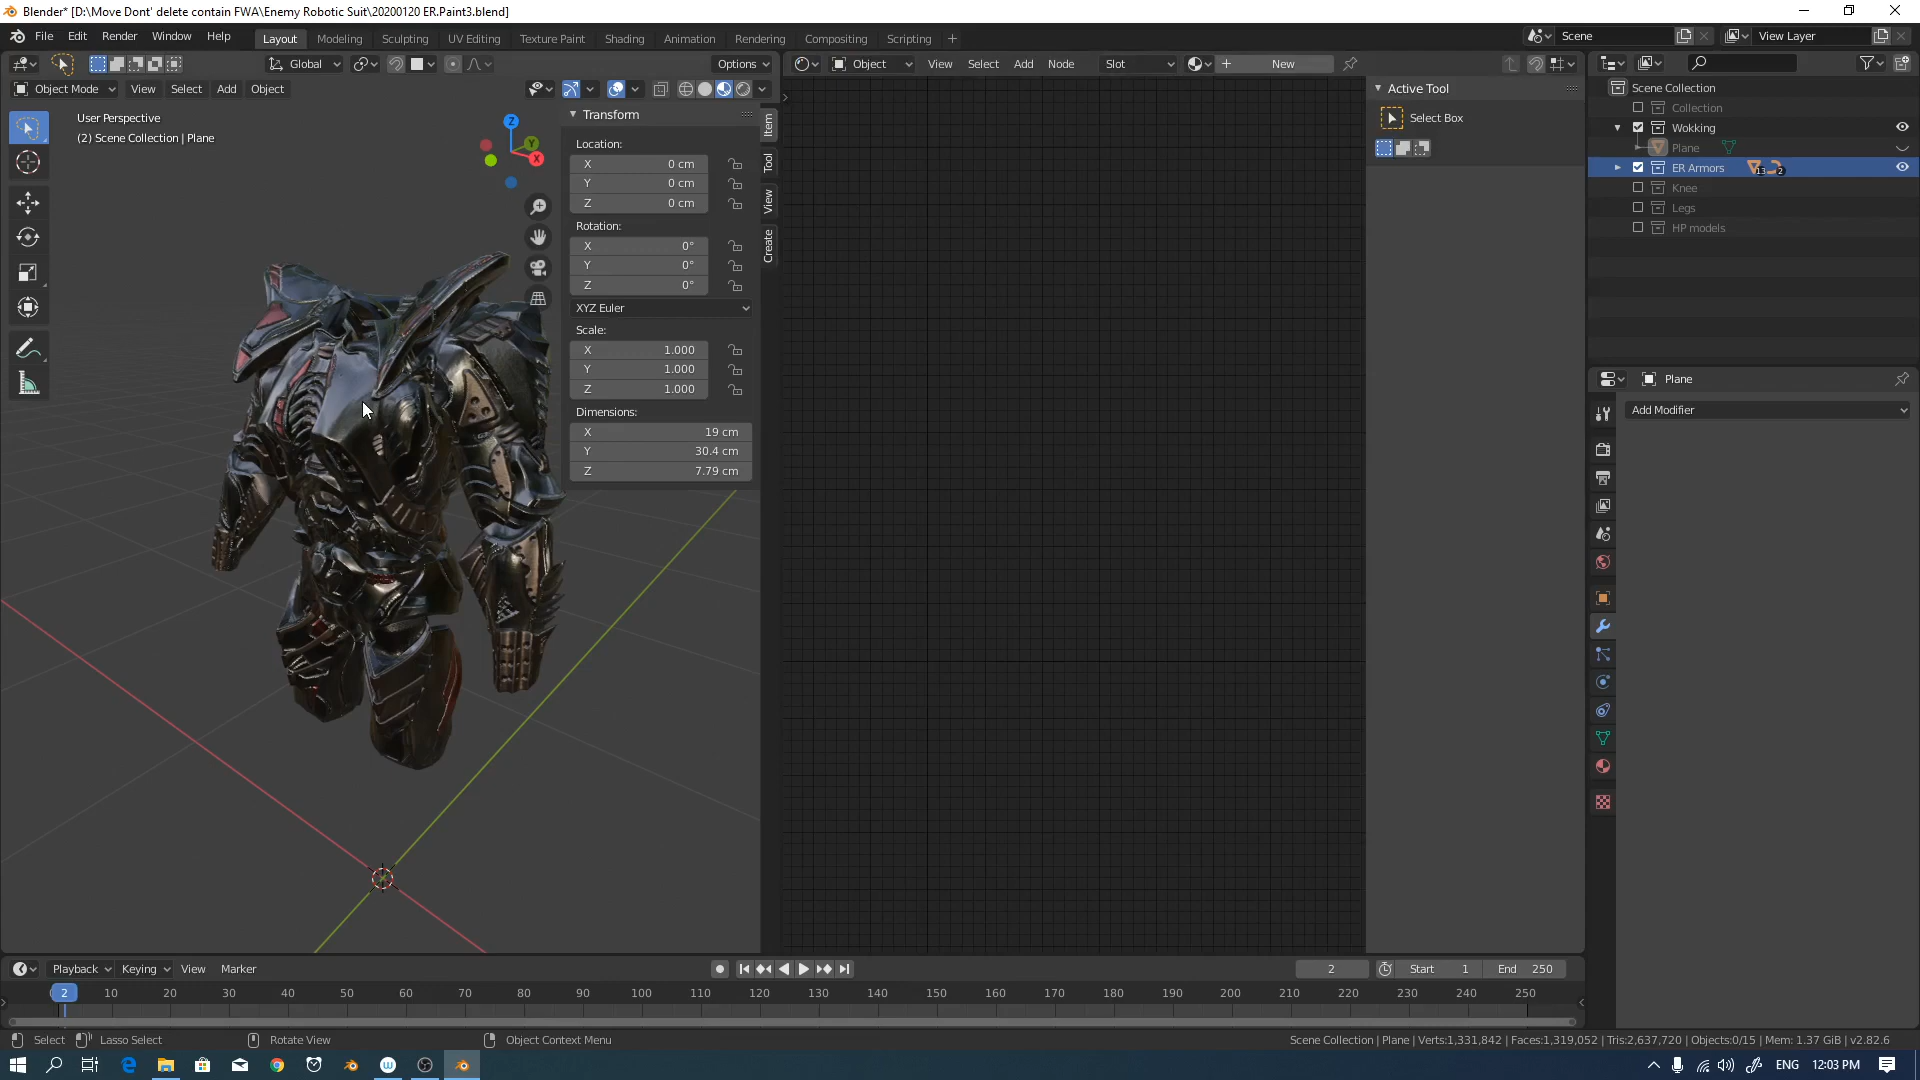 Blender* [D:\Move Dont' delete contain FWA\Enemy Robotic Suit\20200120 ER.Paint3.blend]
File Edit Render Window Help Layout Modeling Sculpting UV Editing Texture Paint Shading Animation Rendering Compositing Scripting + Scene View Layer
Global Options Object View Select Add Node Slot New
Object Mode View Select Add Object
User Perspective
(2) Scene Collection | Plane
Z
Y
X
Transform
Location:
X 0 cm
Y 0 cm
Z 0 cm
Rotation:
X 0°
Y 0°
Z 0°
XYZ Euler
Scale:
X 1.000
Y 1.000
Z 1.000
Dimensions:
X 19 cm
Y 30.4 cm
Z 7.79 cm
Item
Tool
View
Create
Active Tool
Select Box
Scene Collection
Collection
Wokking
Plane
ER Armors 13 2
Knee
Legs
HP models
Plane
Add Modifier
Playback Keying View Marker 2 Start 1 End 250
2 10 20 30 40 50 60 70 80 90 100 110 120 130 140 150 160 170 180 190 200 210 220 230 240 250
Select Lasso Select Rotate View Object Context Menu Scene Collection | Plane | Verts:1,331,842 | Faces:1,319,052 | Tris:2,637,720 | Objects:0/15 | Mem: 1.37 GiB | v2.82.6
ENG 12:03 PM